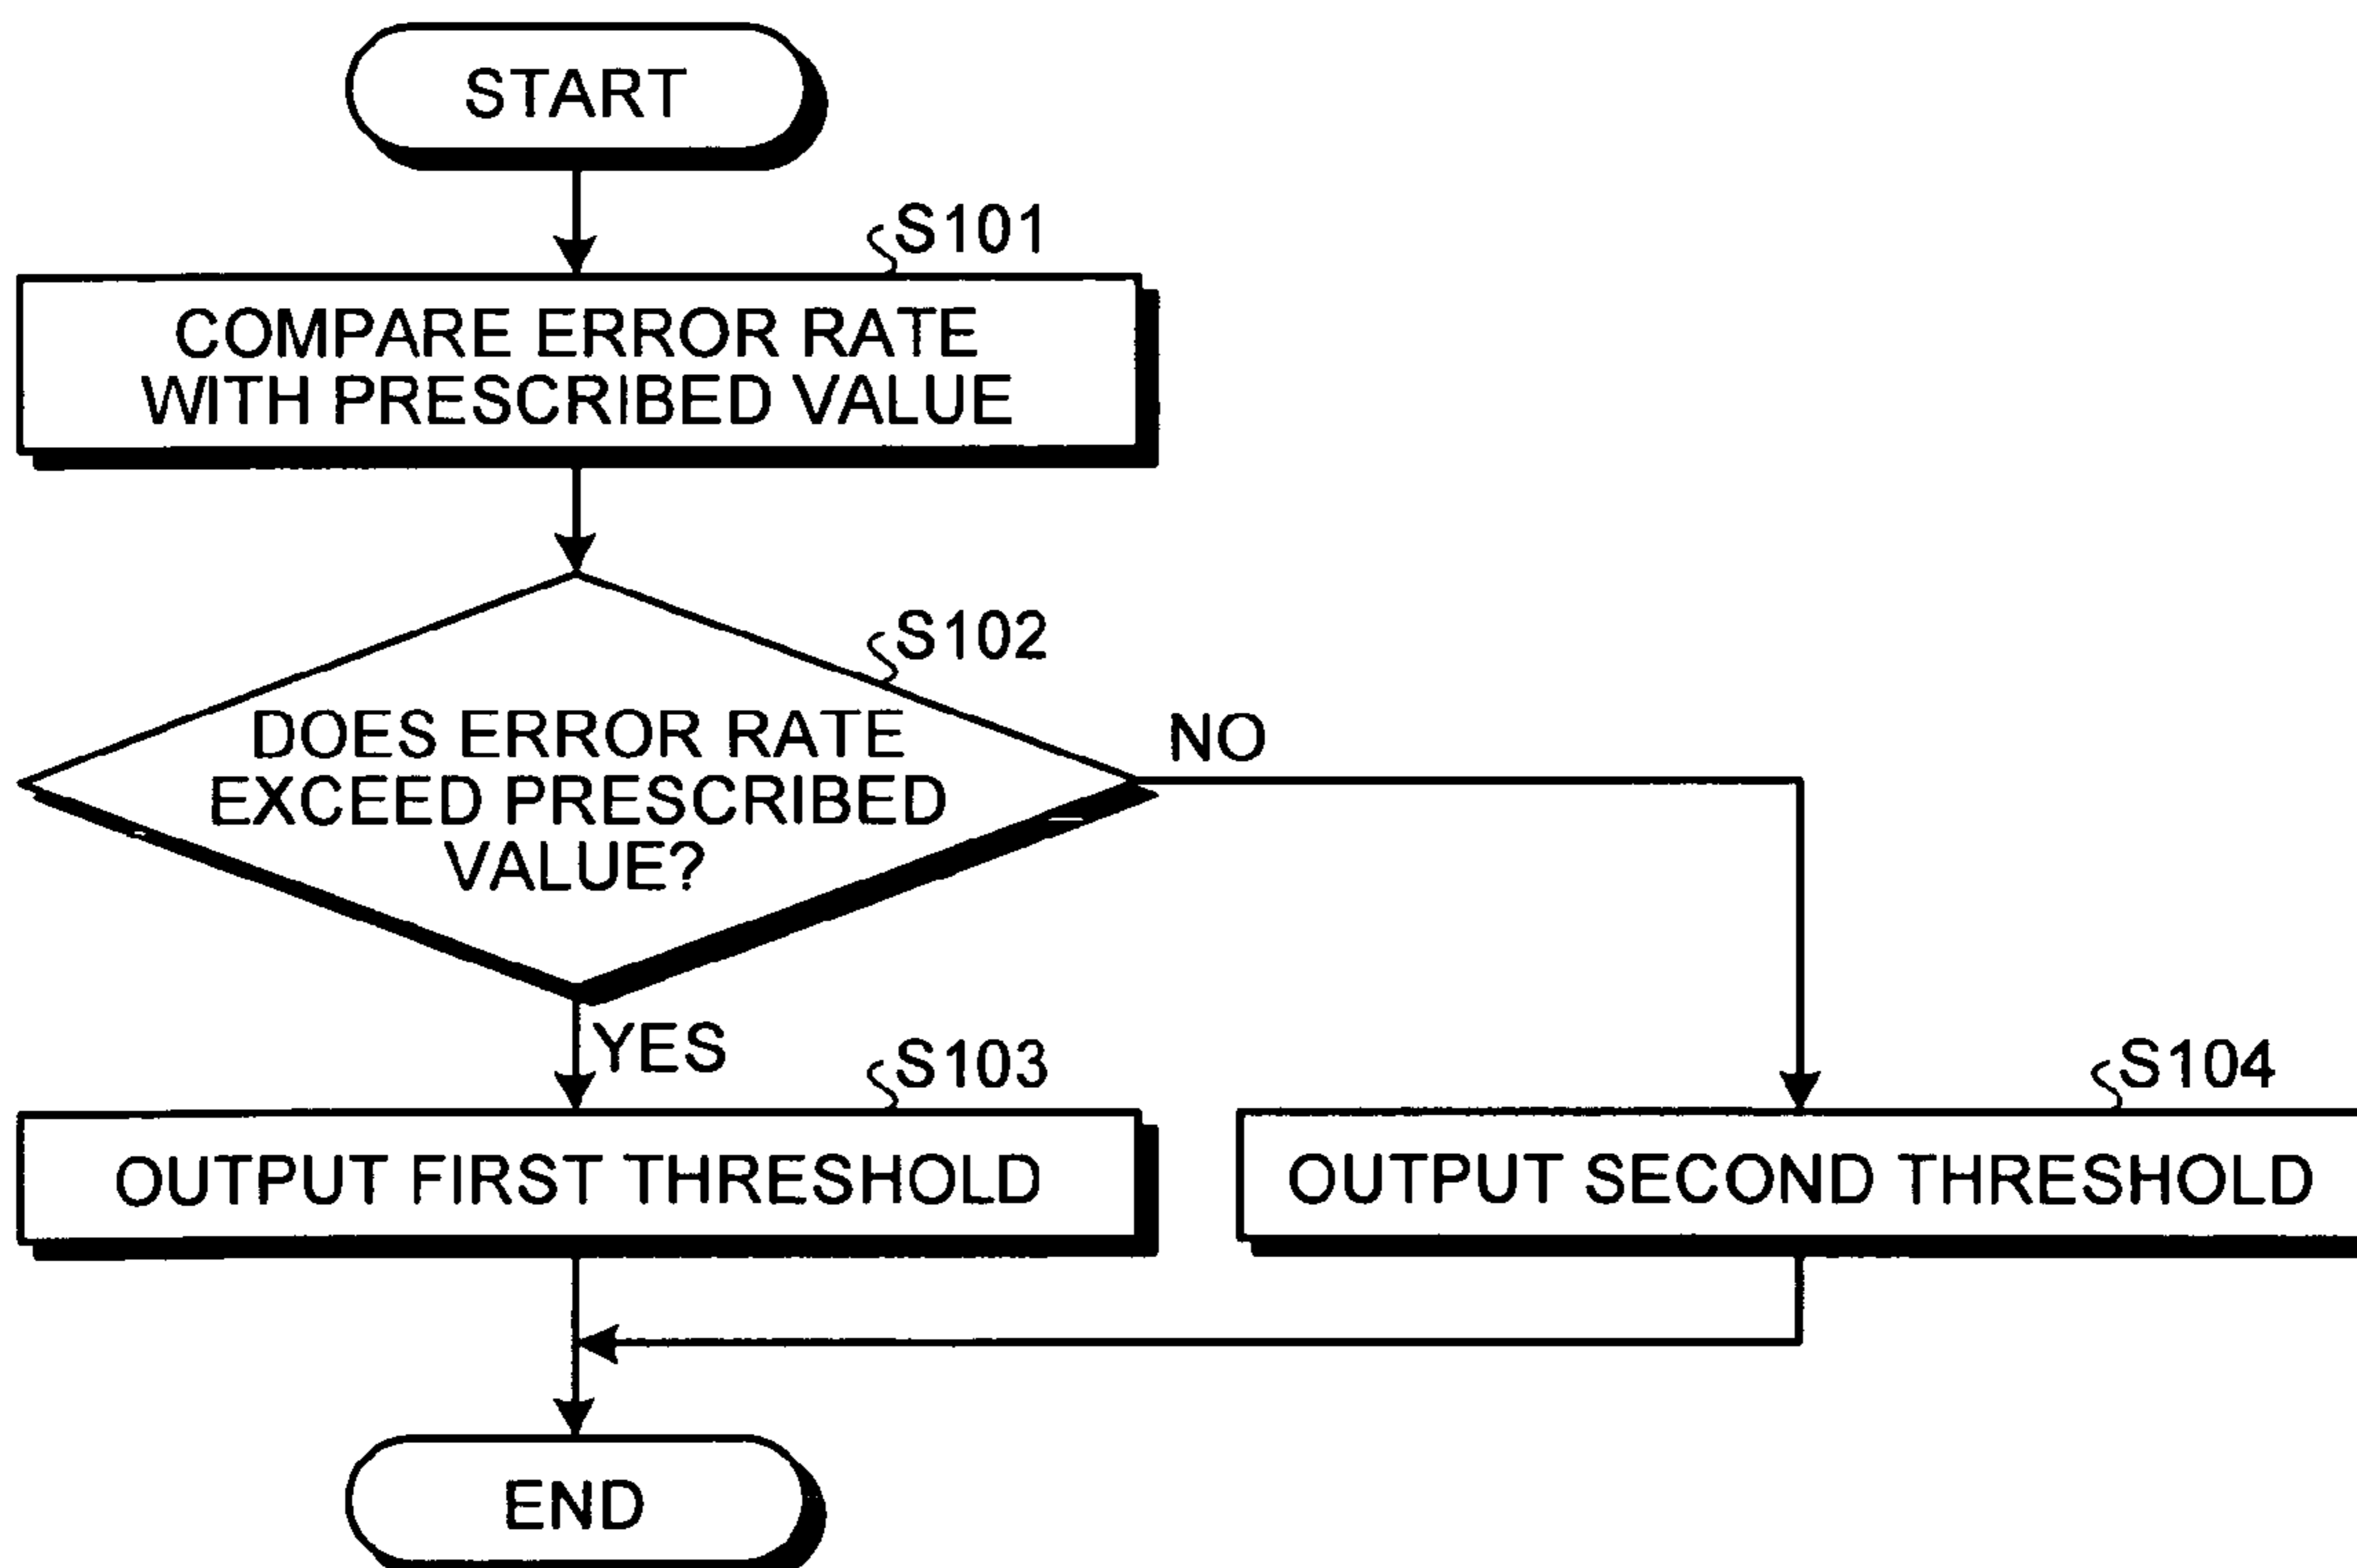 START
S101
COMPARE ERROR RATE
WITH PRESCRIBED VALUE
S102
DOES ERROR RATE
EXCEED PRESCRIBED
VALUE?
NO
YES
S103
OUTPUT FIRST THRESHOLD
S104
OUTPUT SECOND THRESHOLD
END